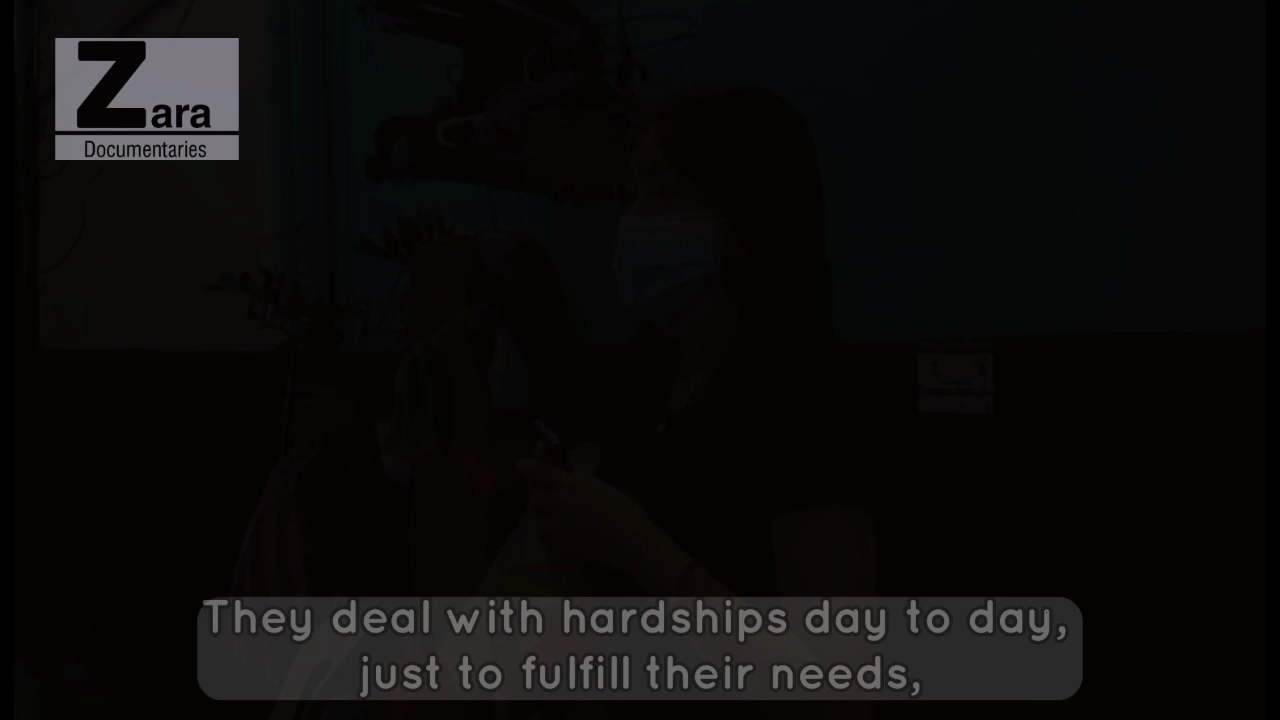 Zara
Documentaries
They deal with hardships day to day,
just to fulfill their needs,